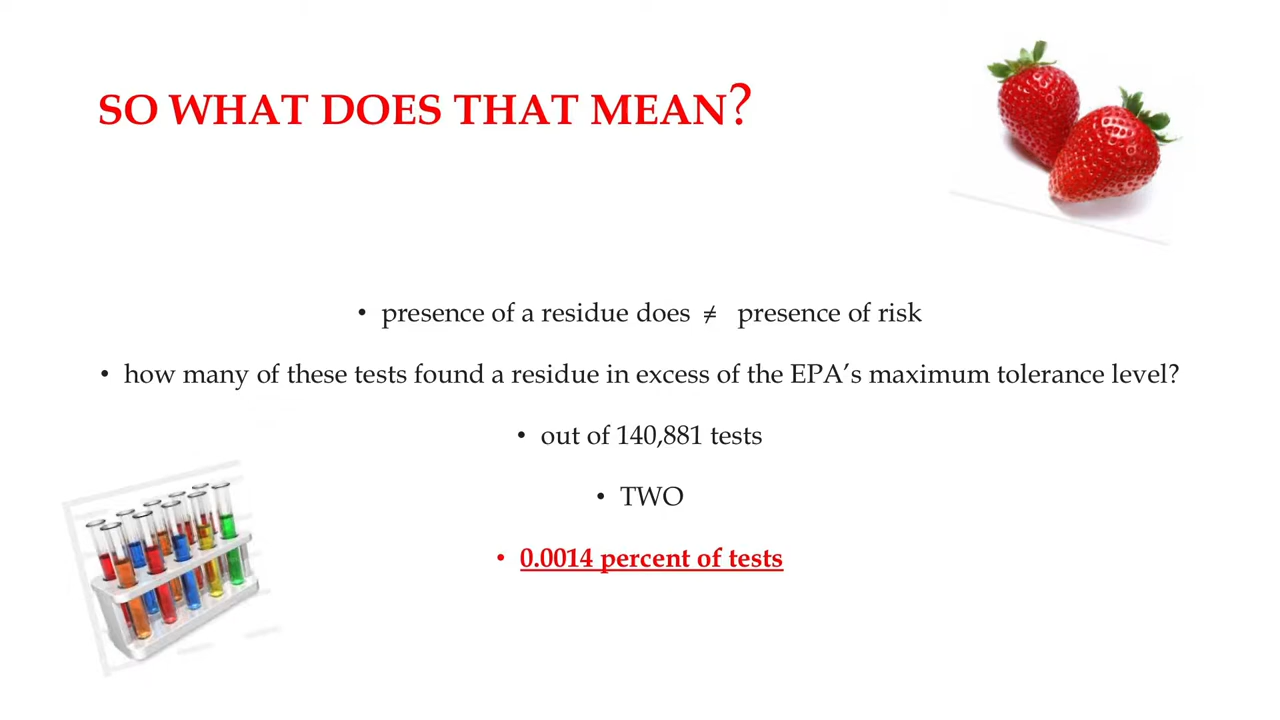 SO WHAT DOES THAT MEAN?
• presence of a residue does ≠ presence of risk
• how many of these tests found a residue in excess of the EPA’s maximum tolerance level?
• out of 140,881 tests
• TWO
• 0.0014 percent of tests